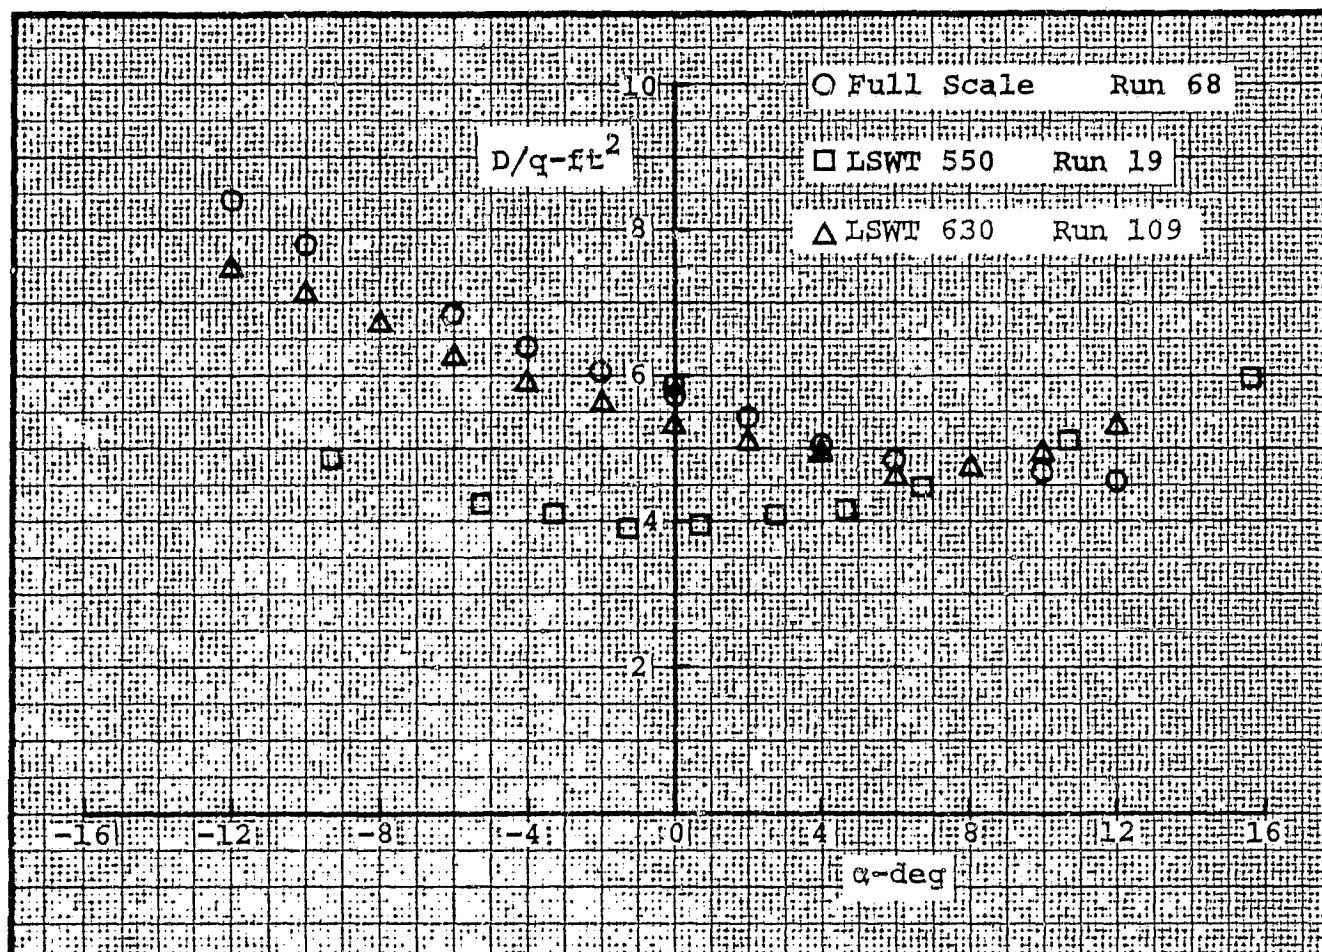 10
○ Full Scale Run 68
D/q-ft²
□ LSWT 550 Run 19
8
△ LSWT 630 Run 109
6
4
2
-16 -12 -8 -4 0 4 8 12 16
α-deg